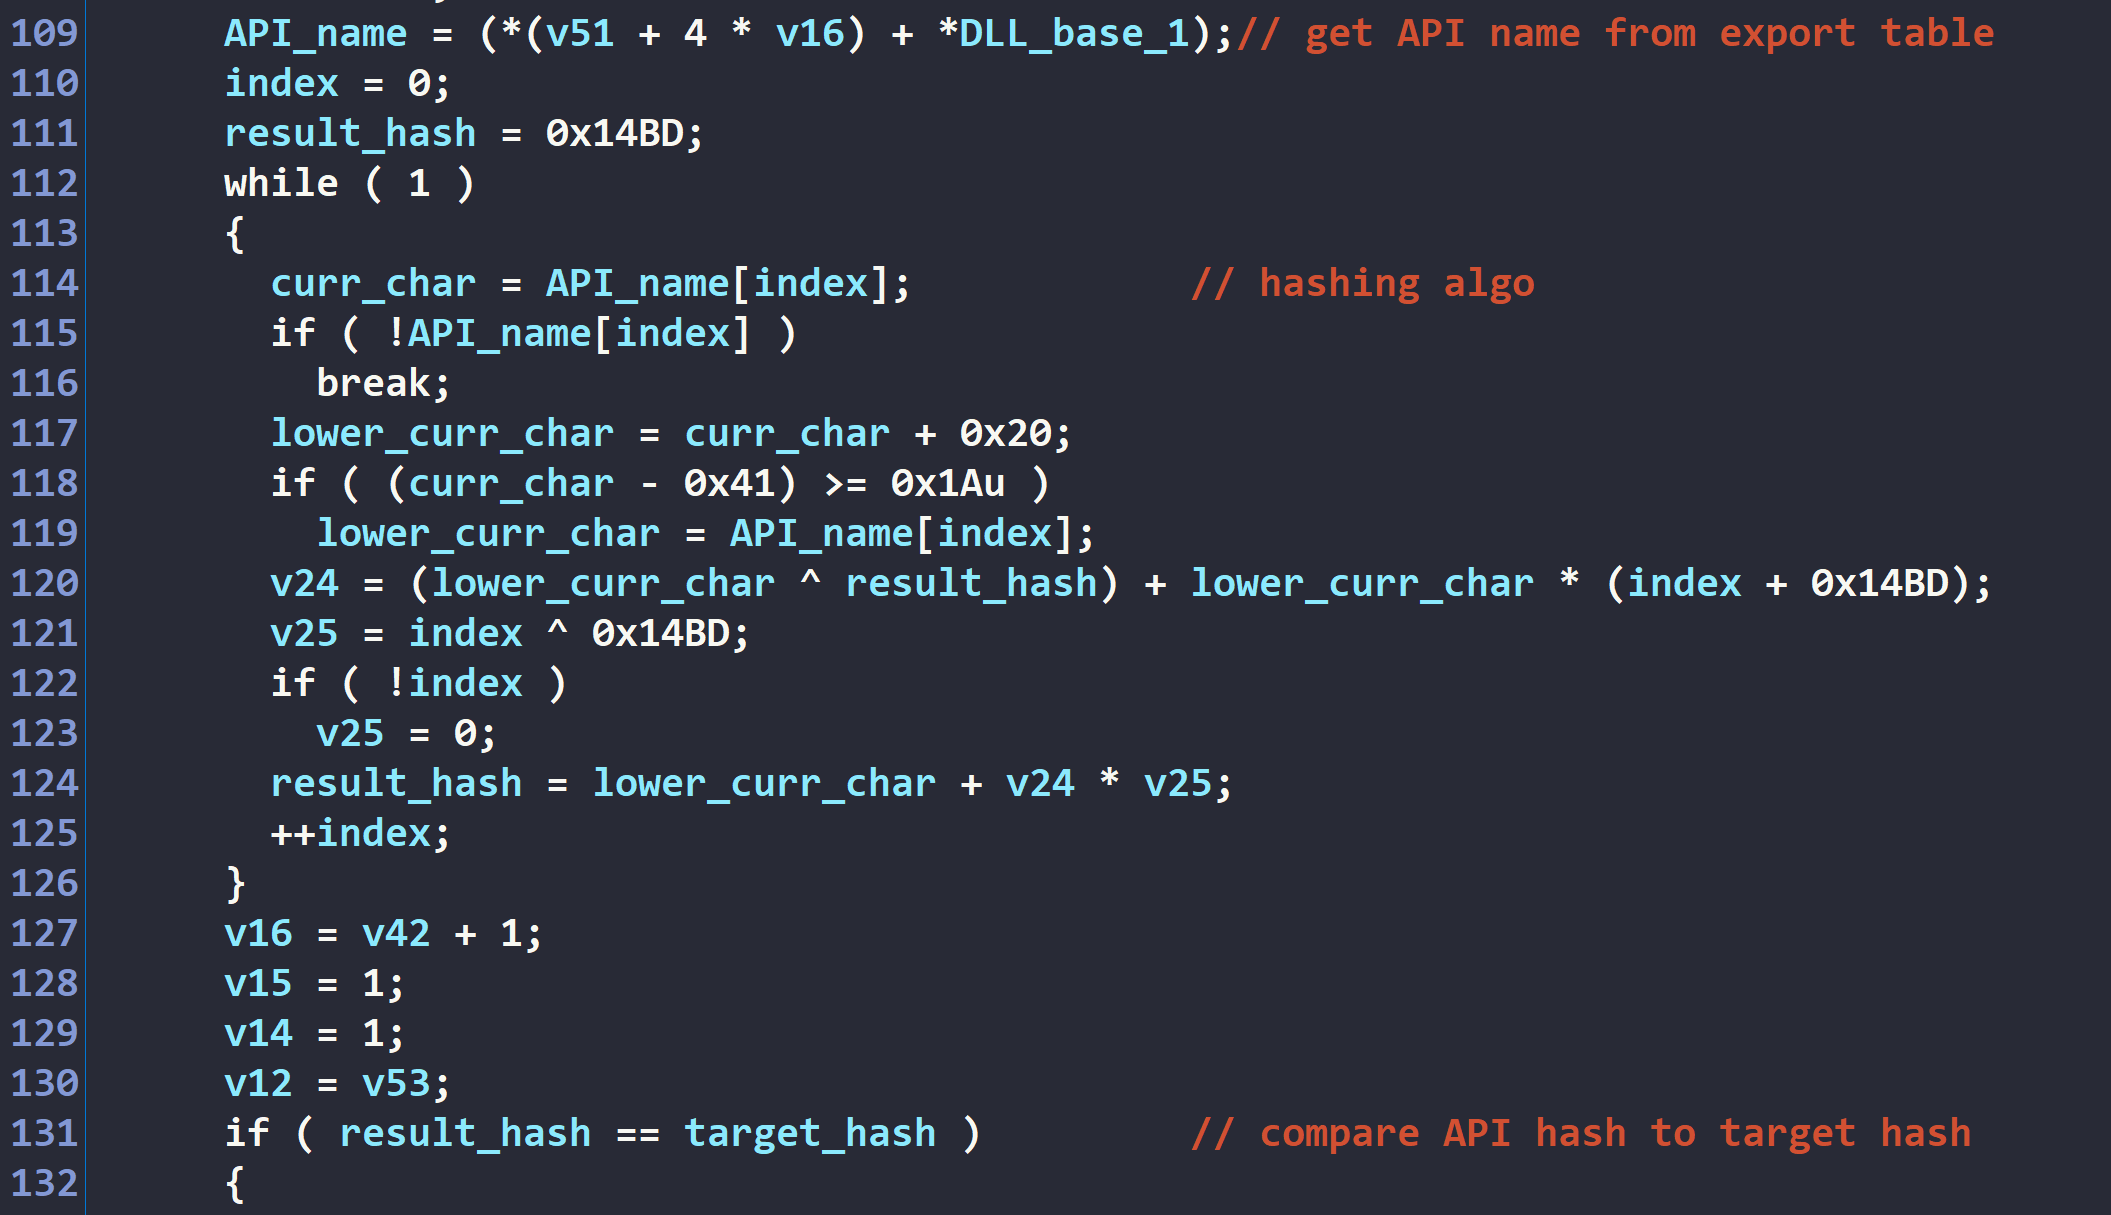 109 API_name = (*(v51 + 4 * v16) + *DLL_base_1);// get API name from export table
110 index = 0;
111 result_hash = 0x14BD;
112 while ( 1 )
113 {
114 curr_char = API_name[index]; // hashing algo
115 if ( !API_name[index] )
116 break;
117 lower_curr_char = curr_char + 0x20;
118 if ( (curr_char - 0x41) >= 0x1Au )
119 lower_curr_char = API_name[index];
120 v24 = (lower_curr_char ^ result_hash) + lower_curr_char * (index + 0x14BD);
121 v25 = index ^ 0x14BD;
122 if ( !index )
123 v25 = 0;
124 result_hash = lower_curr_char + v24 * v25;
125 ++index;
126 }
127 v16 = v42 + 1;
128 v15 = 1;
129 v14 = 1;
130 v12 = v53;
131 if ( result_hash == target_hash ) // compare API hash to target hash
132 {